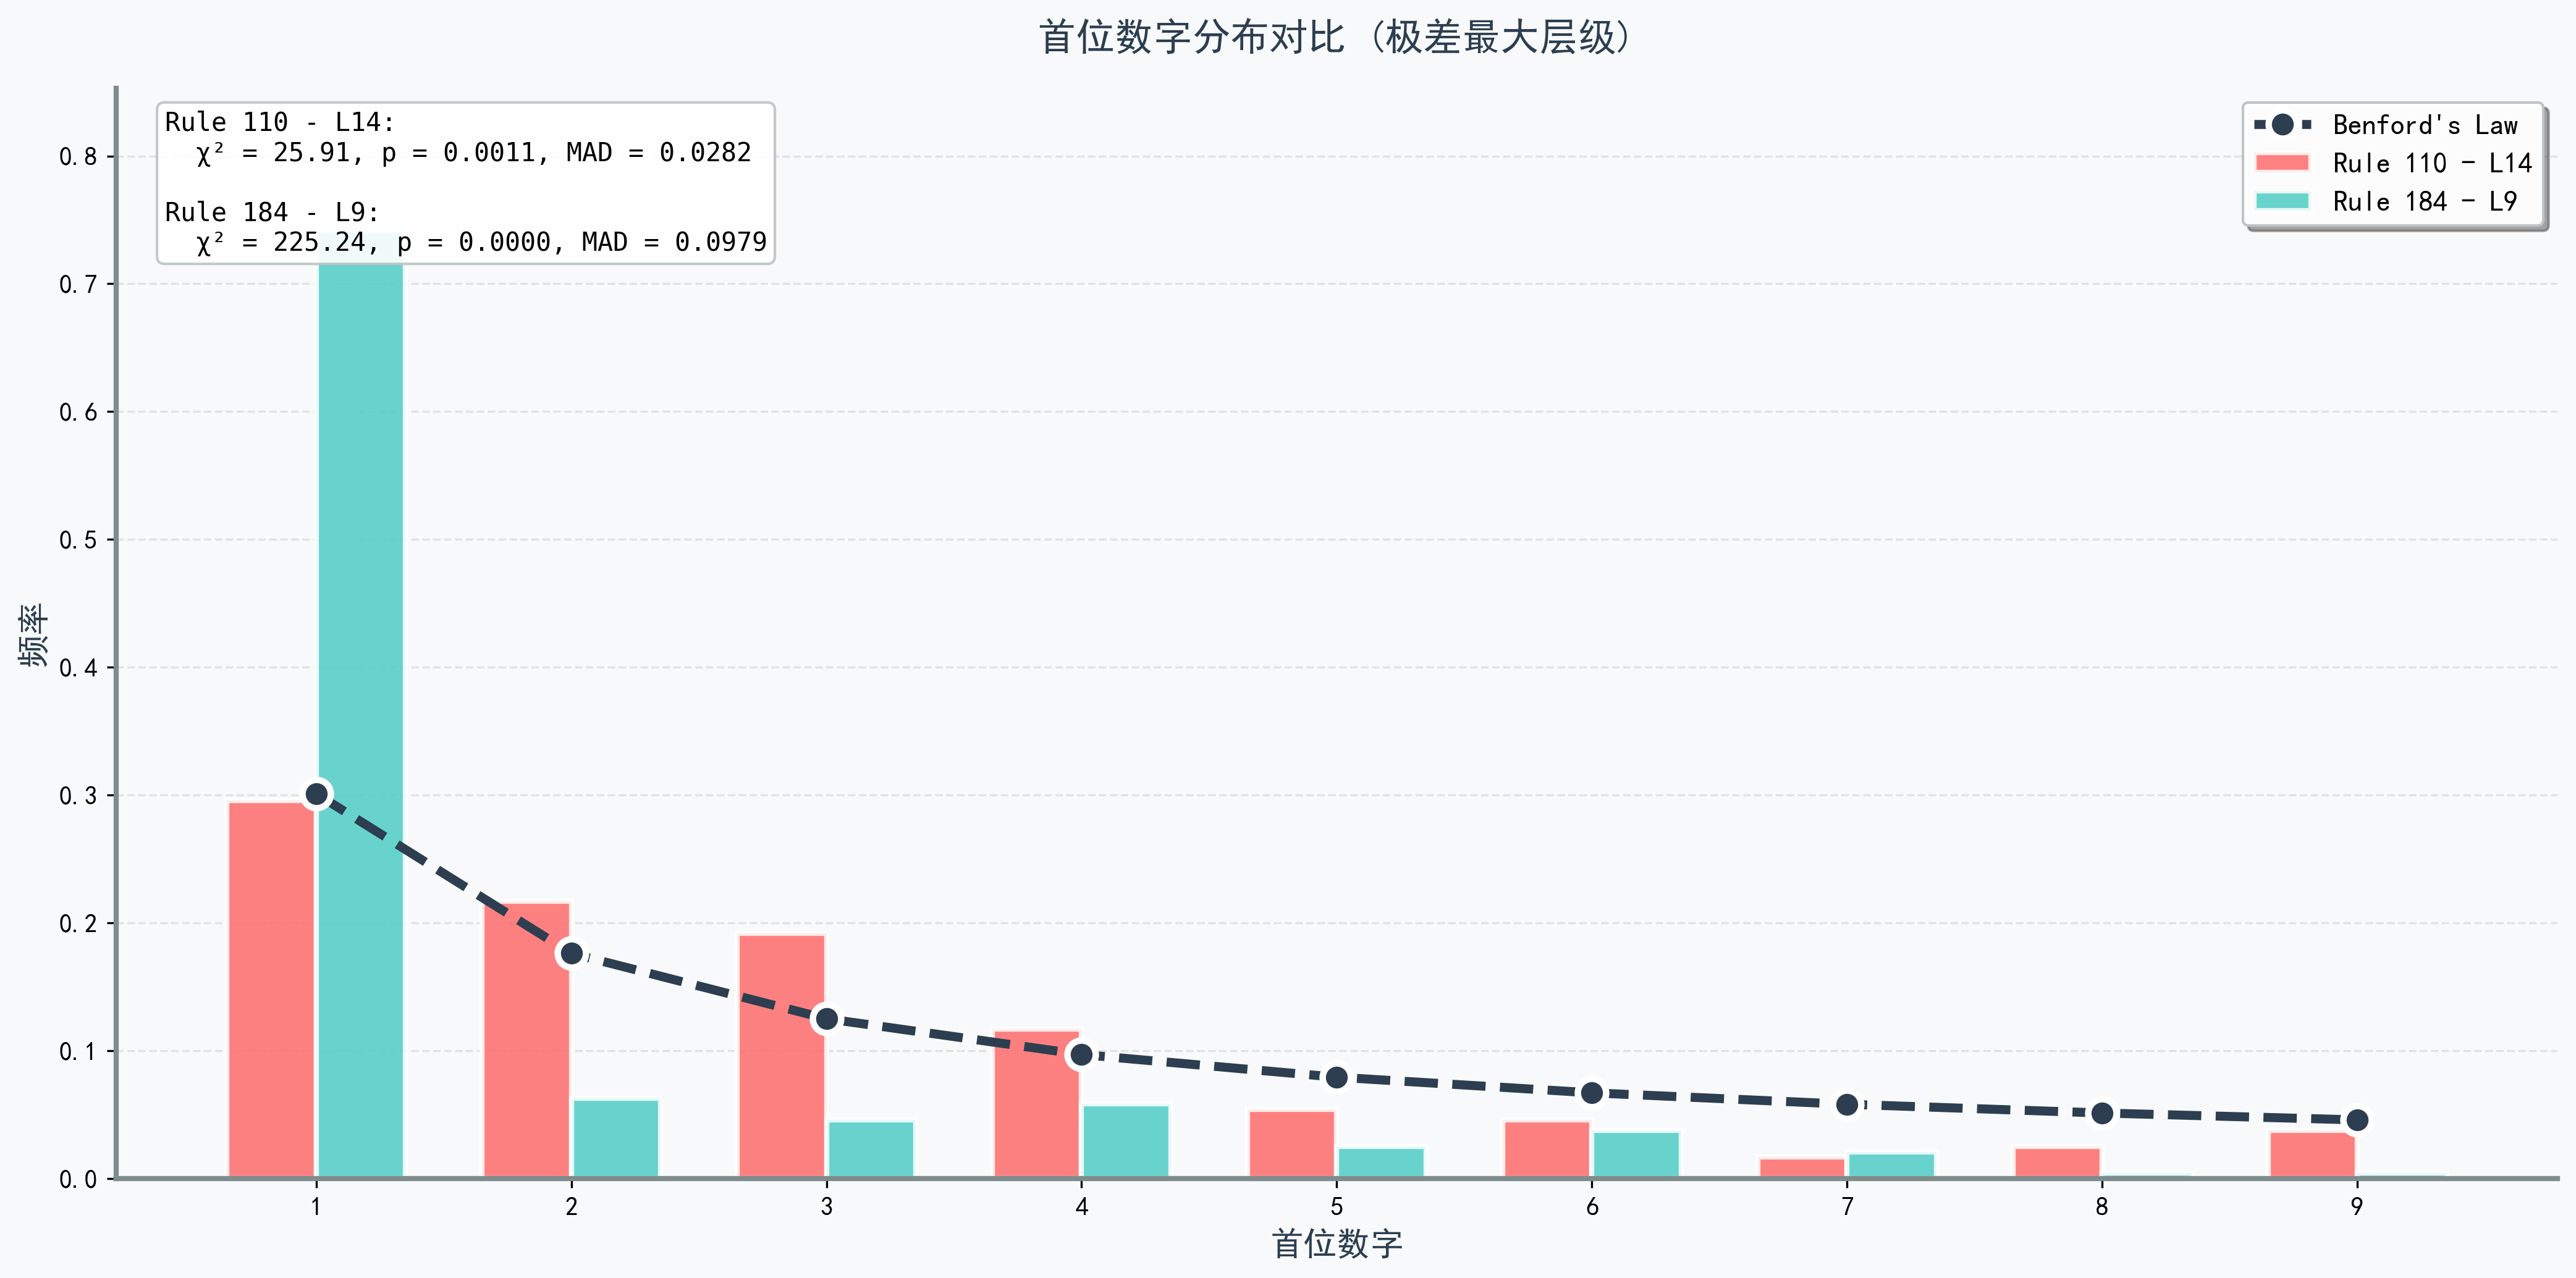 首位数字分布对比 (极差最大层级)
Rule 110 - L14:
χ² = 25.91, p = 0.0011, MAD = 0.0282
Rule 184 - L9:
χ² = 225.24, p = 0.0000, MAD = 0.0979
Benford's Law
Rule 110 - L14
Rule 184 - L9
0.8
0.7
0.6
0.5
0.4
0.3
0.2
0.1
0.0
频率
1 2 3 4 5 6 7 8 9
首位数字